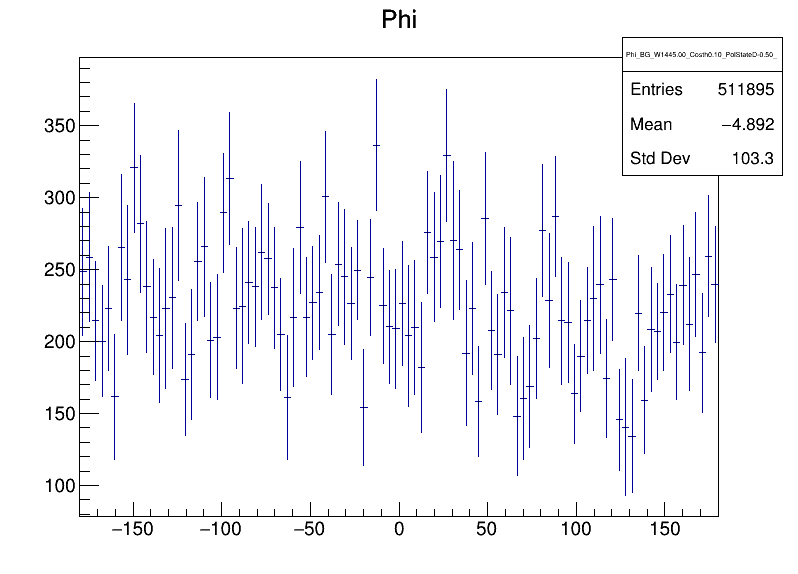 Phi
Phi_BG_W1445.00_Costh0.10_PolStateD-0.50_
Entries 511895
Mean −4.892
Std Dev 103.3
350
300
250
200
150
100
−150 −100 −50 0 50 100 150